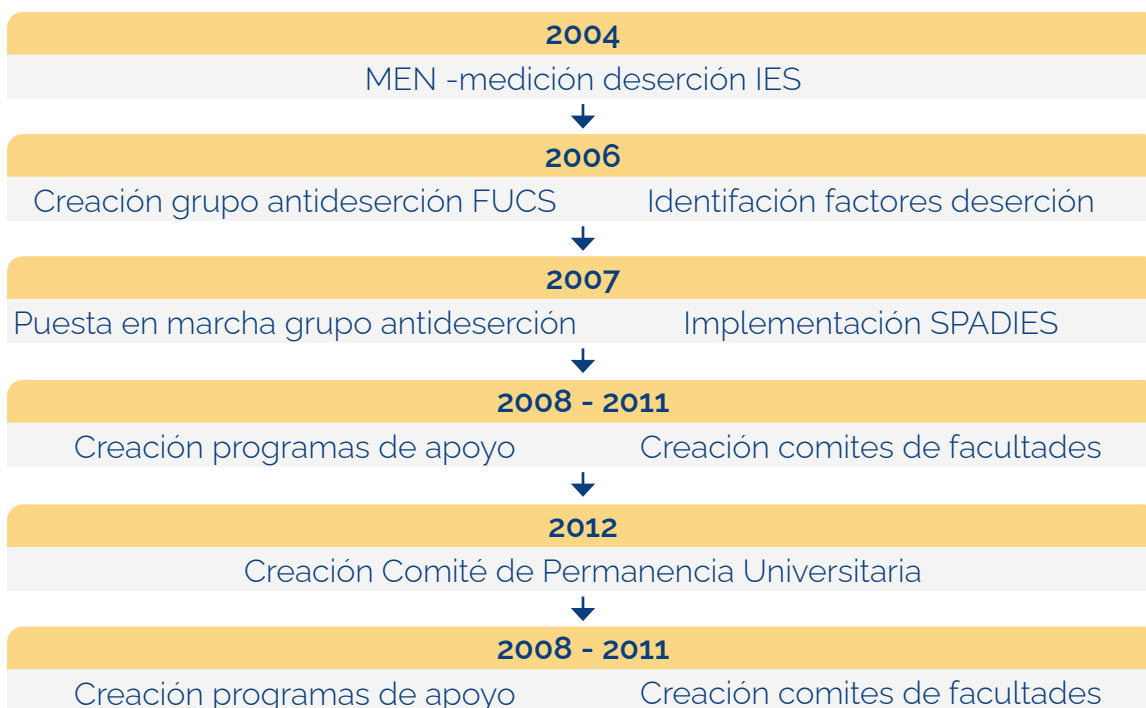 2004
MEN -medición deserción IES
2006
Creación grupo antideserción FUCS Identifación factores deserción
2007
Puesta en marcha grupo antideserción Implementación SPADIES
2008 - 2011
Creación programas de apoyo Creación comites de facultades
2012
Creación Comité de Permanencia Universitaria
2008 - 2011
Creación programas de apoyo Creación comites de facultades